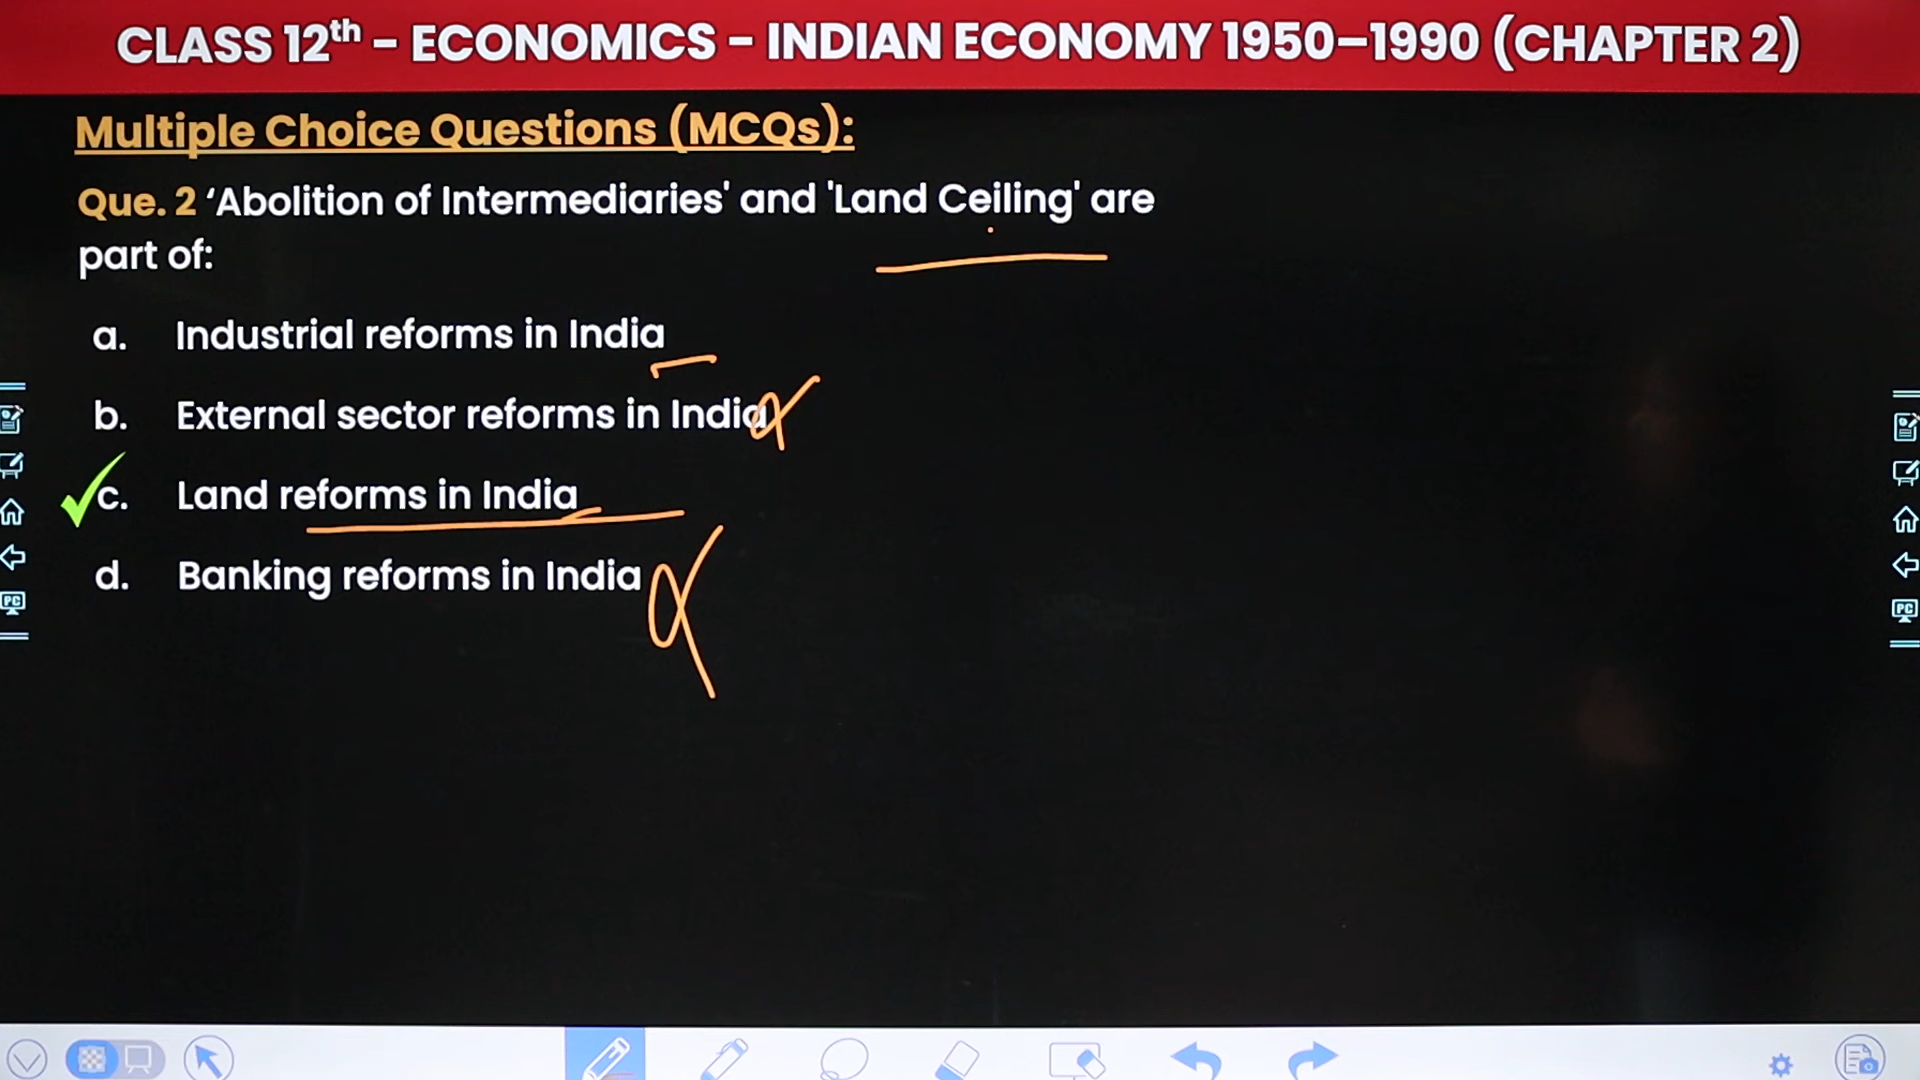 CLASS 12th – ECONOMICS – INDIAN ECONOMY 1950–1990 (CHAPTER 2)
Multiple Choice Questions (MCQs):
Que. 2 ‘Abolition of Intermediaries' and 'Land Ceiling' are
part of:
a. Industrial reforms in India
b. External sector reforms in India
c. Land reforms in India
d. Banking reforms in India
PC
PC